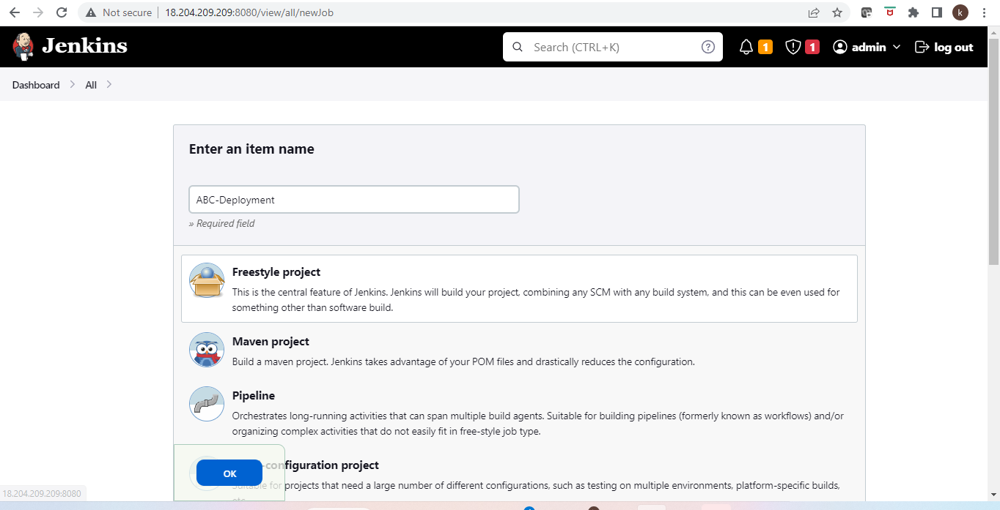 Not secure 18.204.209.209:8080/view/all/newJob k
Jenkins Search (CTRL+K) ? 1 1 admin log out
Dashboard All
Enter an item name
ABC-Deployment
» Required field
Freestyle project
This is the central feature of Jenkins. Jenkins will build your project, combining any SCM with any build system, and this can be even used for
something other than software build.
Maven project
Build a maven project. Jenkins takes advantage of your POM files and drastically reduces the configuration.
Pipeline
Orchestrates long-running activities that can span multiple build agents. Suitable for building pipelines (formerly known as workflows) and/or
organizing complex activities that do not easily fit in free-style job type.
-configuration project
OK
Suitable for projects that need a large number of different configurations, such as testing on multiple environments, platform-specific builds,
etc.
18.204.209.209:8080